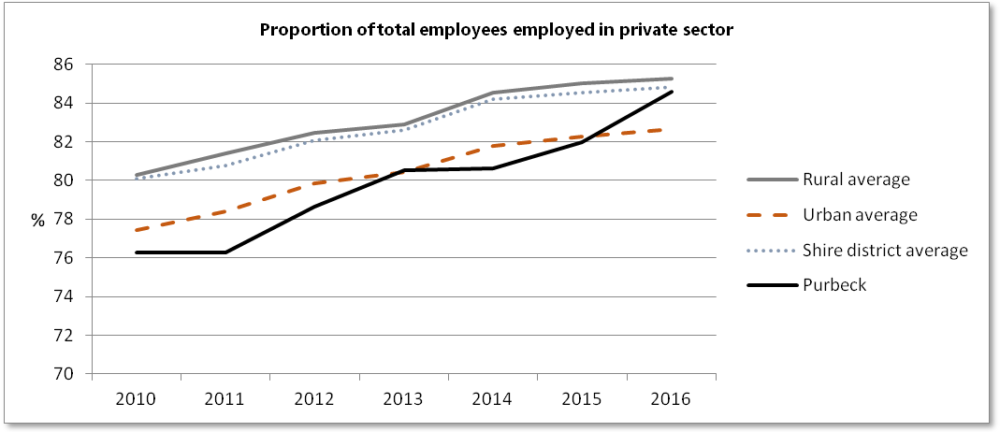 Proportion of total employees employed in private sector
86
84
82
80
78
76
74
72
70
%
2010 2011 2012 2013 2014 2015 2016
Rural average
Urban average
Shire district average
Purbeck